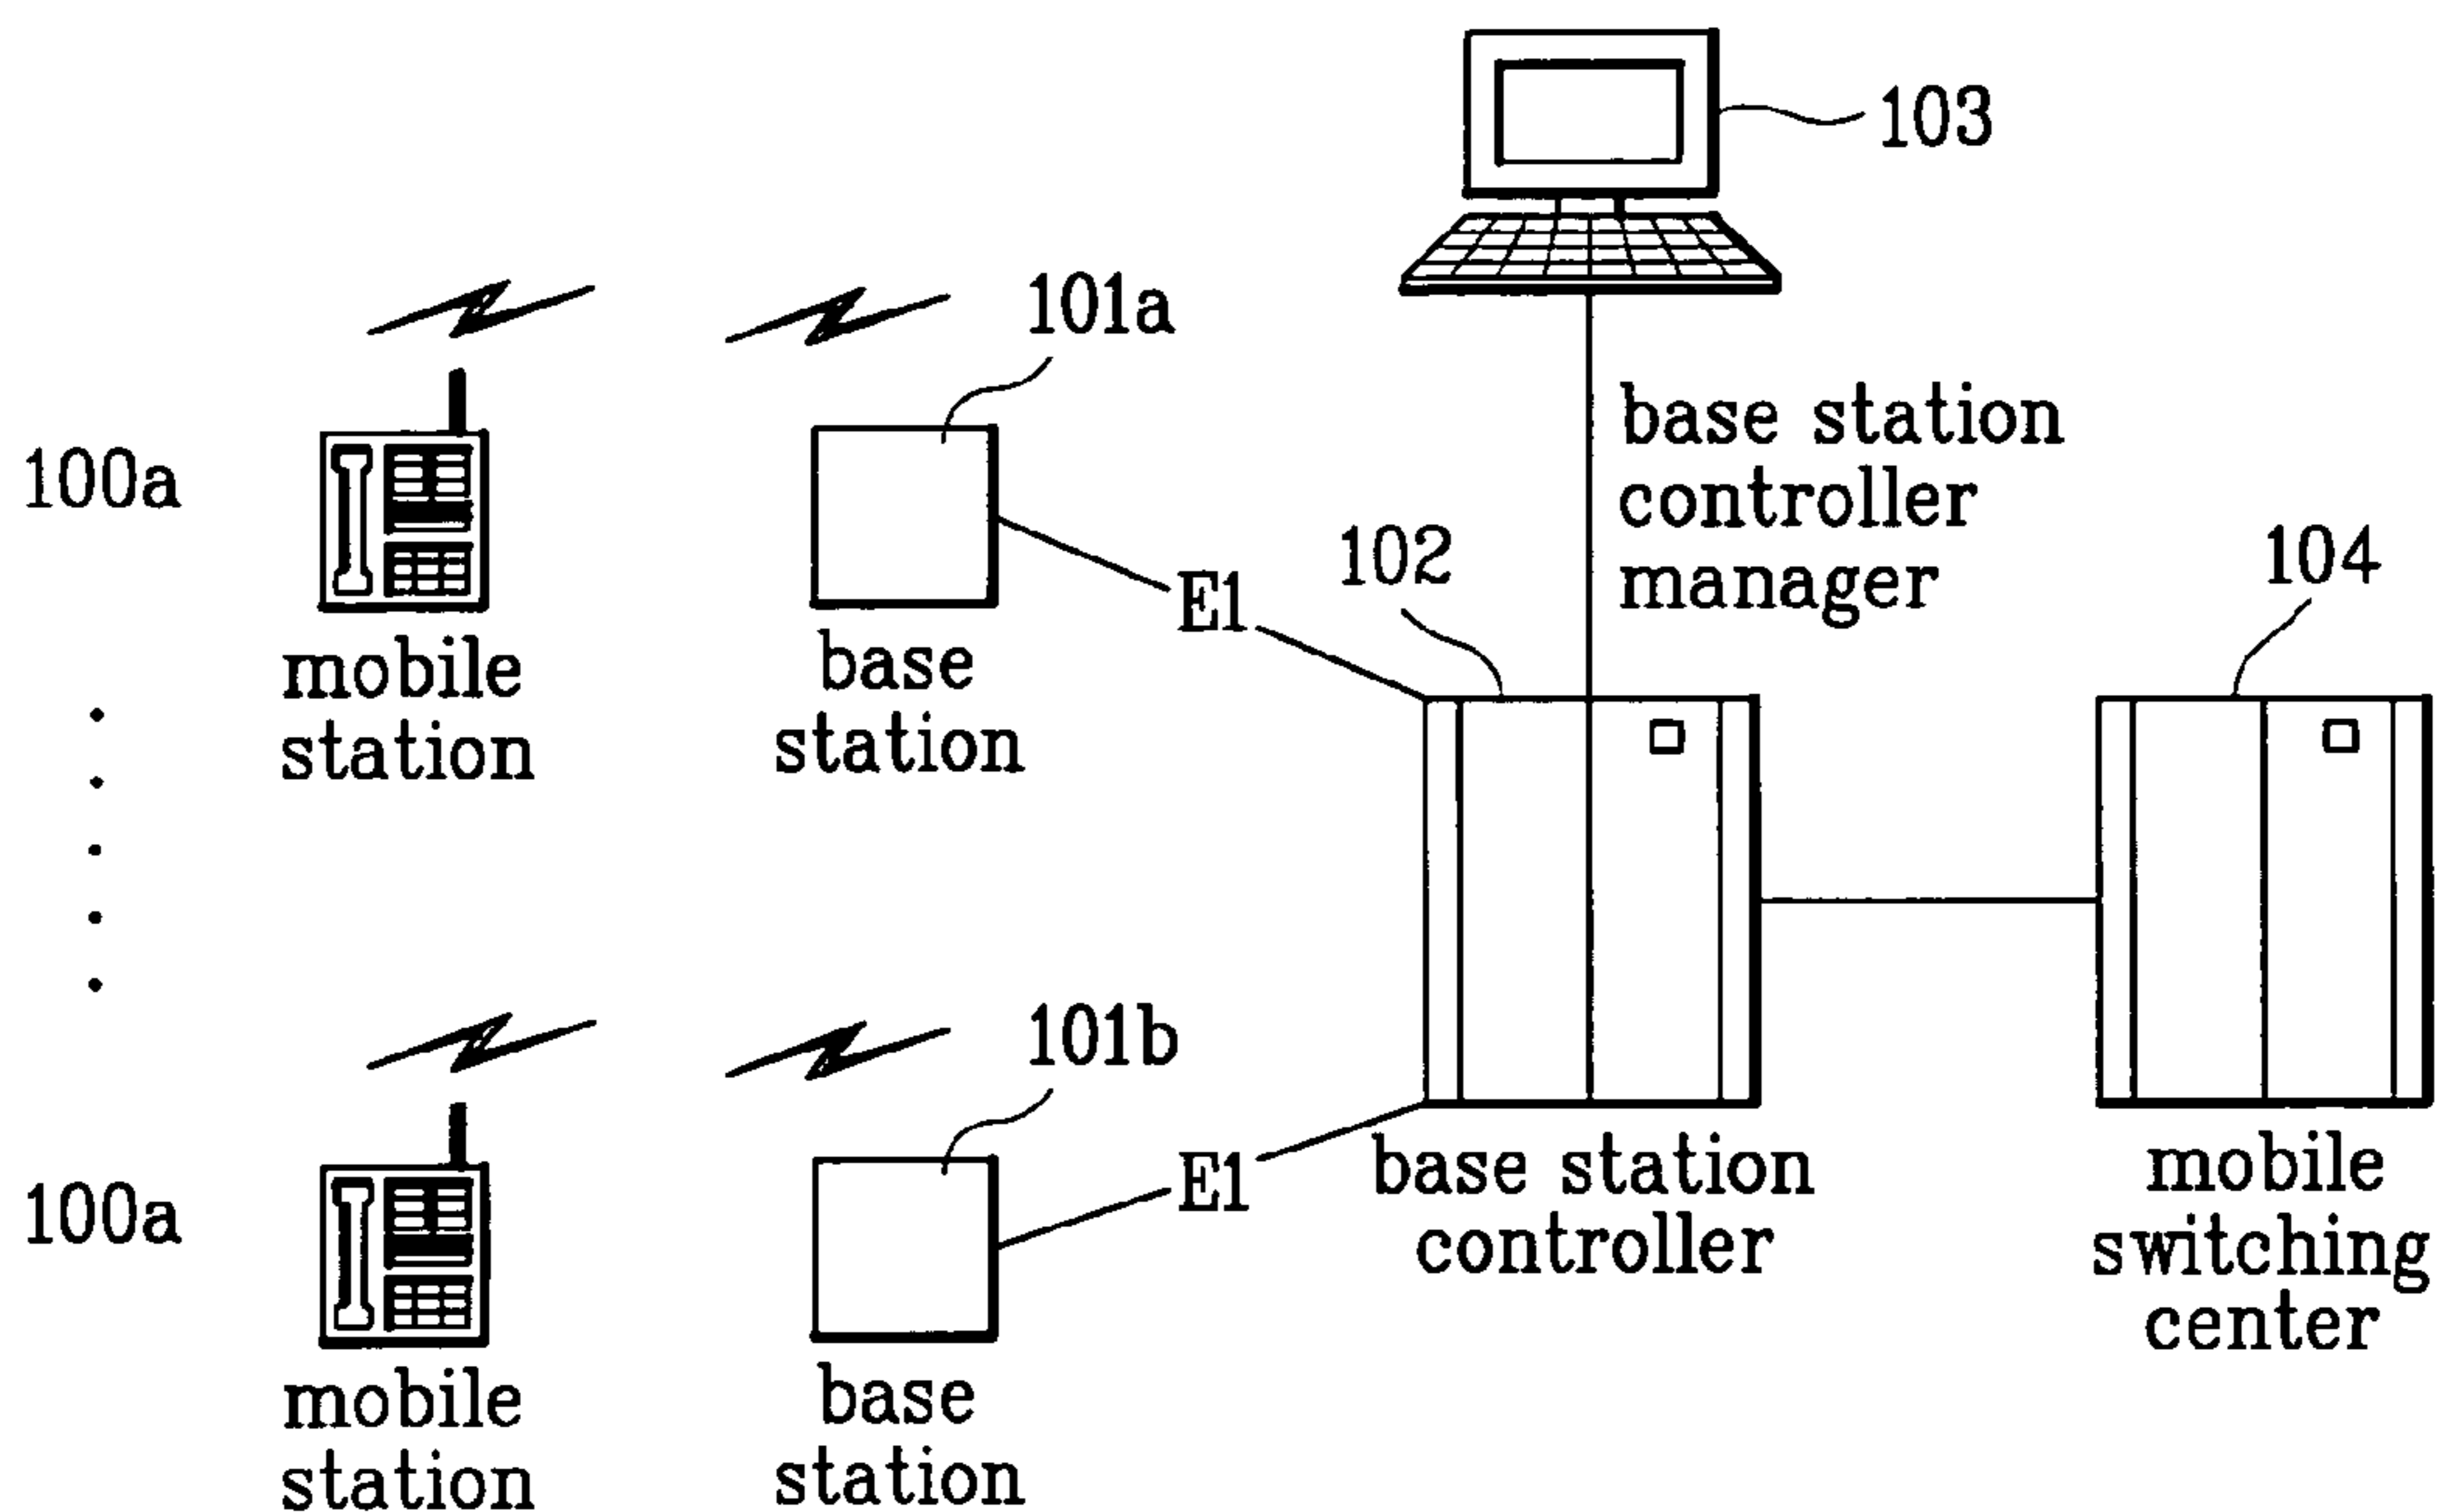 103
101a
base station
controller
manager
100a
102
104
E1
mobile
station
base
station
101b
100a
E1
base station
controller
mobile
switching
center
mobile
station
base
station